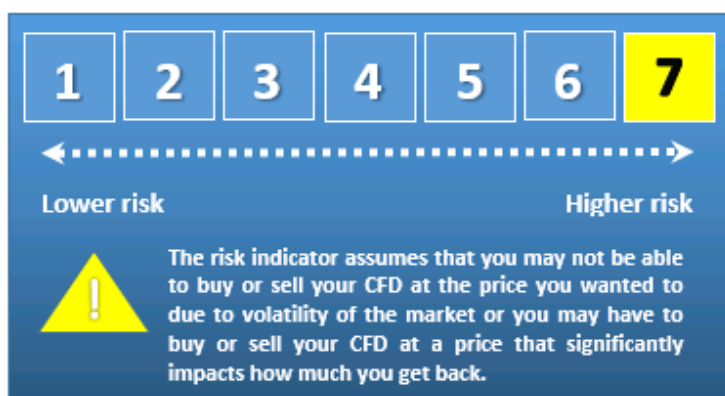 1 2 3 4 5 6 7
Lower risk Higher risk
!
The risk indicator assumes that you may not be able
to buy or sell your CFD at the price you wanted to
due to volatility of the market or you may have to
buy or sell your CFD at a price that significantly
impacts how much you get back.